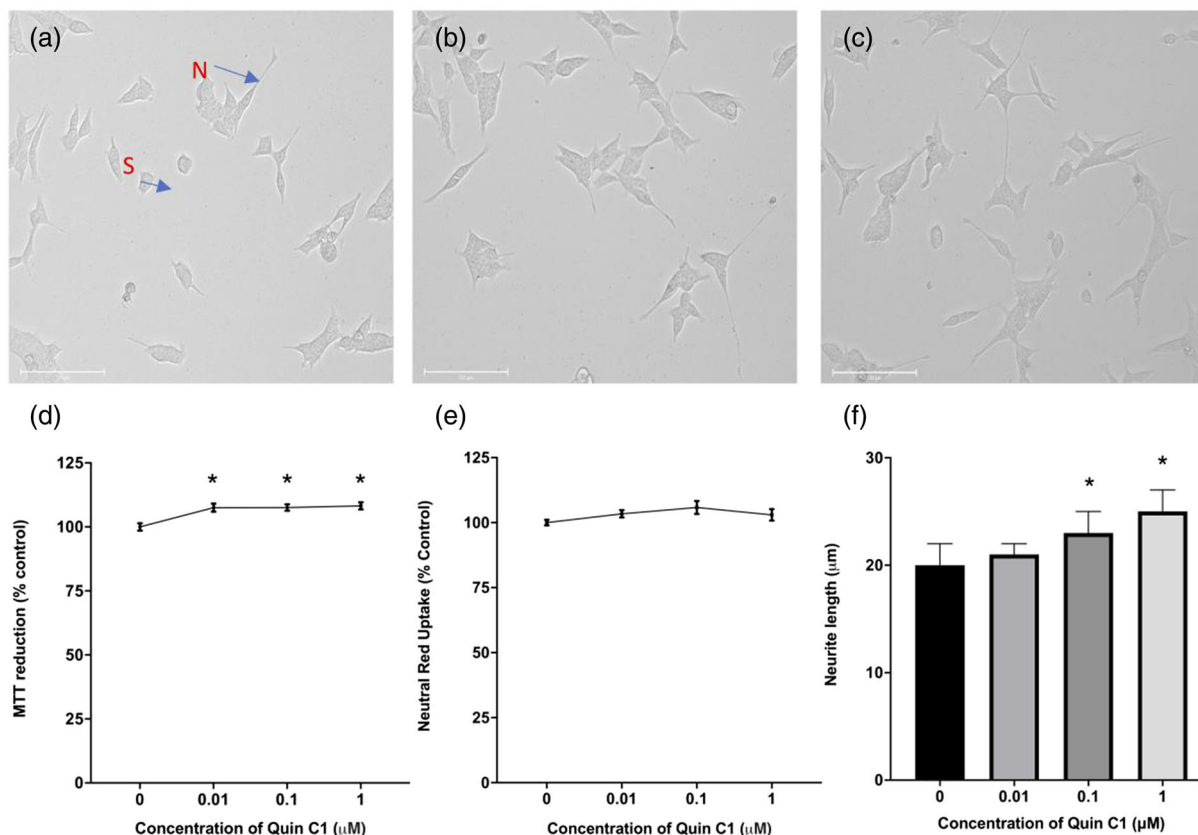 (a)
N
S
(b)
(c)
(d)
125
100
75
50
25
0
MTT reduction (% control)
* * *
0 0.01 0.1 1
Concentration of Quin C1 (μM)
(e)
125
100
75
50
25
0
Neutral Red Uptake (% Control)
0 0.01 0.1 1
Concentration of Quin C1 (μM)
(f)
30
20
10
0
Neurite length (μm)
* *
0 0.01 0.1 1
Concentration of Quin C1 (μM)